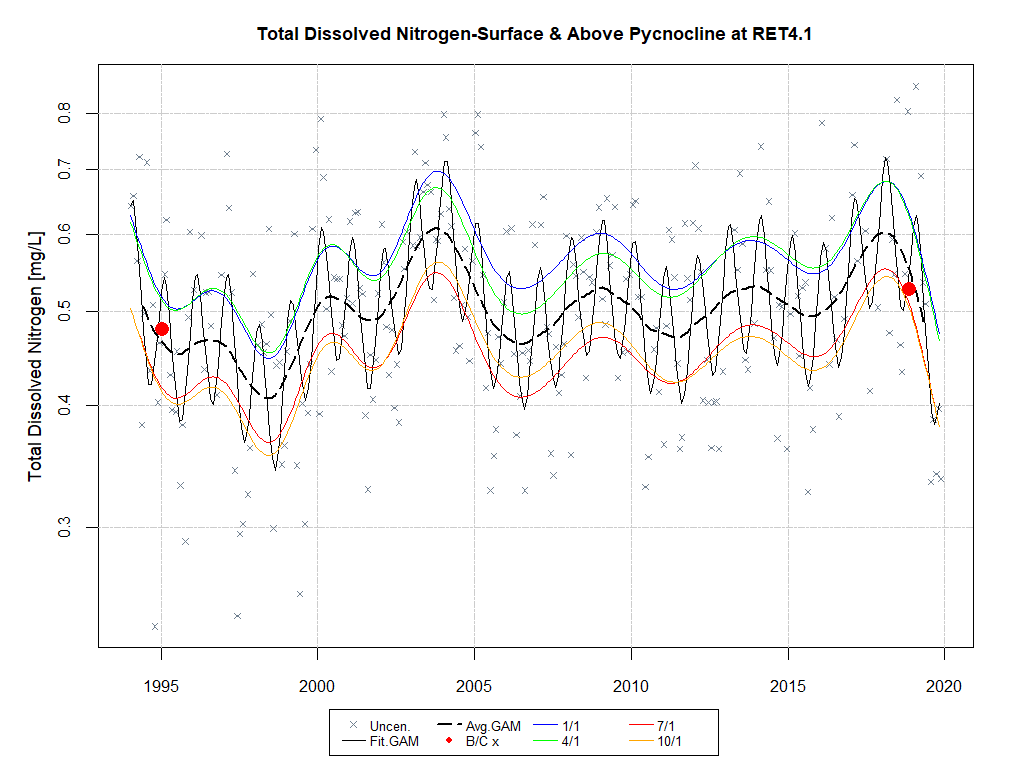 Total Dissolved Nitrogen-Surface & Above Pycnocline at RET4.1
Total Dissolved Nitrogen [mg/L]
0.8
0.7
0.6
0.5
0.4
0.3
1995 2000 2005 2010 2015 2020
Uncen. Avg.GAM 1/1 7/1
Fit.GAM B/C x 4/1 10/1